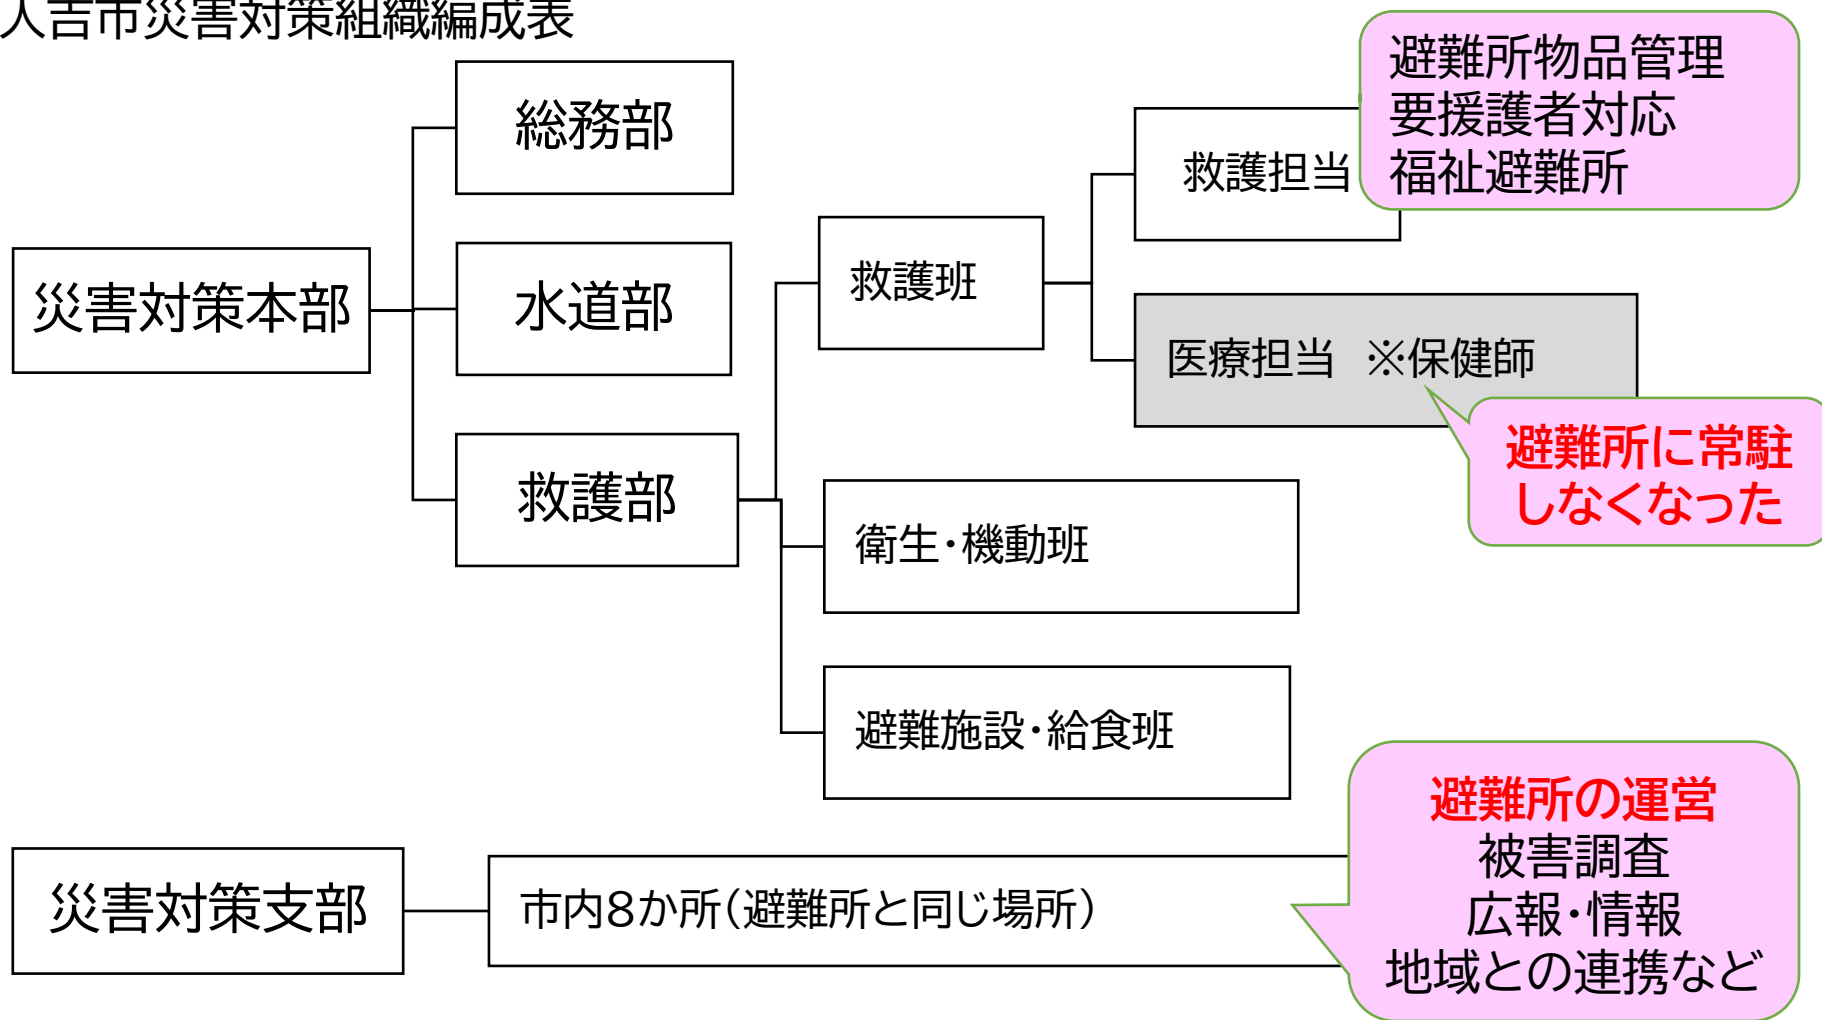 人吉市災害対策組織編成表
災害対策本部
総務部
水道部
救護部
救護班
救護担当
避難所物品管理
要援護者対応
福祉避難所
医療担当　※保健師
避難所に常駐
しなくなった
衛生・機動班
避難施設・給食班
災害対策支部
市内８か所（避難所と同じ場所）
避難所の運営
被害調査
広報・情報
地域との連携など